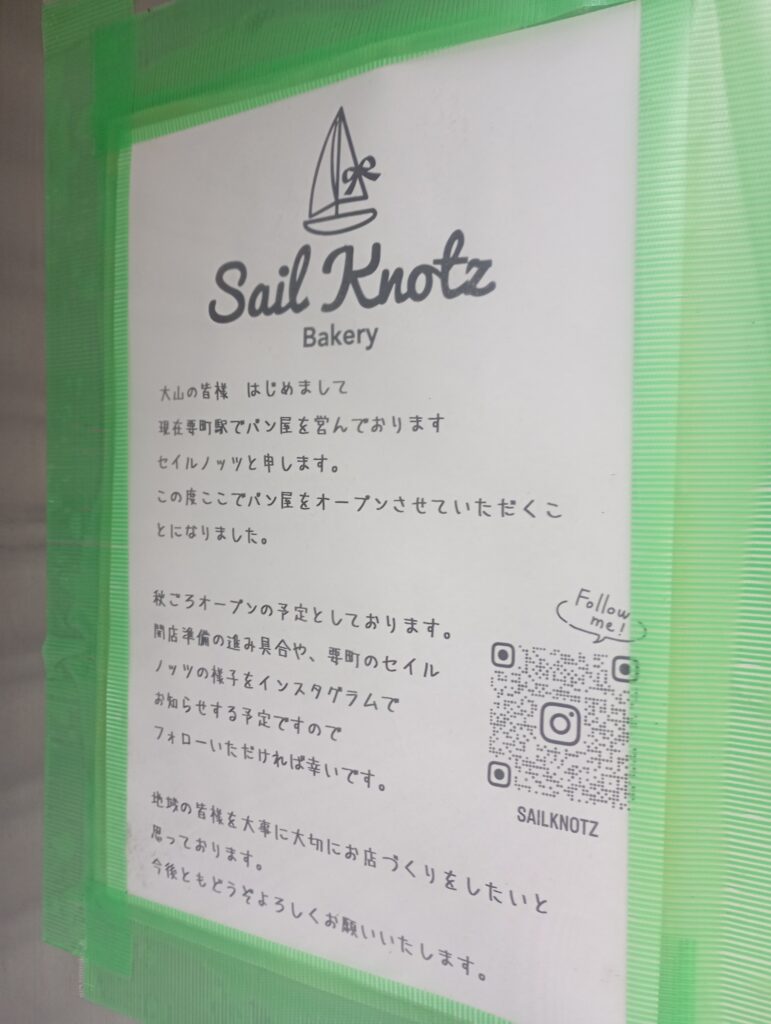 Sail Knotz
Bakery
大山の皆様　はじめまして
現在要町駅でパン屋を営んでおります
セイルノッツと申します。
この度ここでパン屋をオープンさせていただくこ
とになりました。
秋ごろオープンの予定としております。
開店準備の進み具合や、要町のセイル
ノッツの様子をインスタグラムで
お知らせする予定ですので
フォローいただければ幸いです。
Follow
me!
SAILKNOTZ
地域の皆様を大事に大切にお店づくりをしたいと
思っております。
今後ともどうぞよろしくお願いいたします。